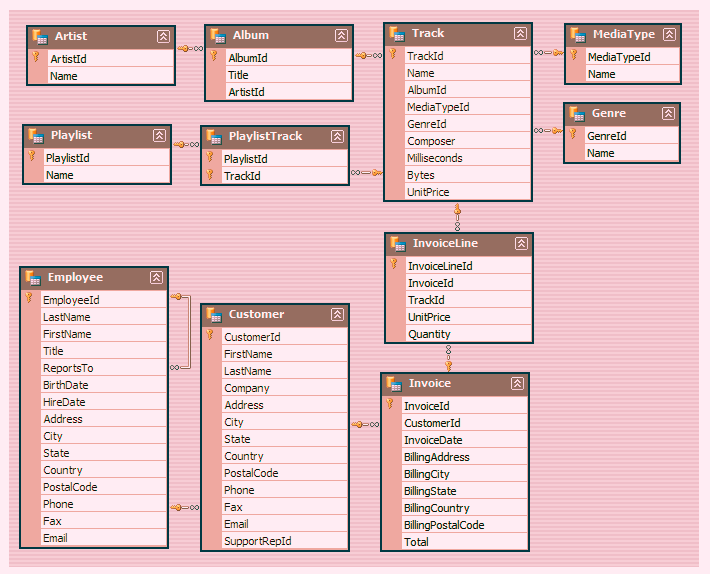 Artist
ArtistId
Name
Album
AlbumId
Title
ArtistId
Track
TrackId
Name
AlbumId
MediaTypeId
GenreId
Composer
Milliseconds
Bytes
UnitPrice
MediaType
MediaTypeId
Name
Genre
GenreId
Name
Playlist
PlaylistId
Name
PlaylistTrack
PlaylistId
TrackId
InvoiceLine
InvoiceLineId
InvoiceId
TrackId
UnitPrice
Quantity
Employee
EmployeeId
LastName
FirstName
Title
ReportsTo
BirthDate
HireDate
Address
City
State
Country
PostalCode
Phone
Fax
Email
Customer
CustomerId
FirstName
LastName
Company
Address
City
State
Country
PostalCode
Phone
Fax
Email
SupportRepId
Invoice
InvoiceId
CustomerId
InvoiceDate
BillingAddress
BillingCity
BillingState
BillingCountry
BillingPostalCode
Total